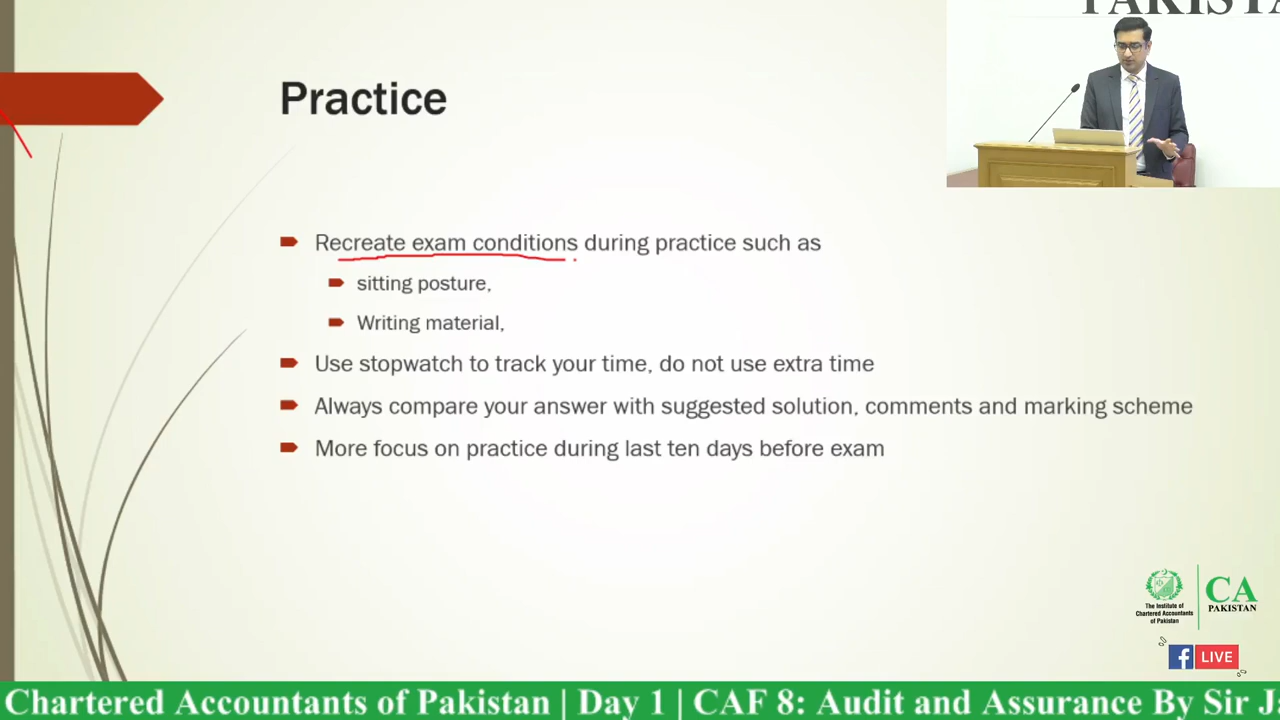 PAKISTA
Practice
Recreate exam conditions during practice such as
sitting posture,
Writing material,
Use stopwatch to track your time, do not use extra time
Always compare your answer with suggested solution, comments and marking scheme
More focus on practice during last ten days before exam
The Institute of
Chartered Accountants
of Pakistan
CA
PAKISTAN
f LIVE
Chartered Accountants of Pakistan | Day 1 | CAF 8: Audit and Assurance By Sir Ja